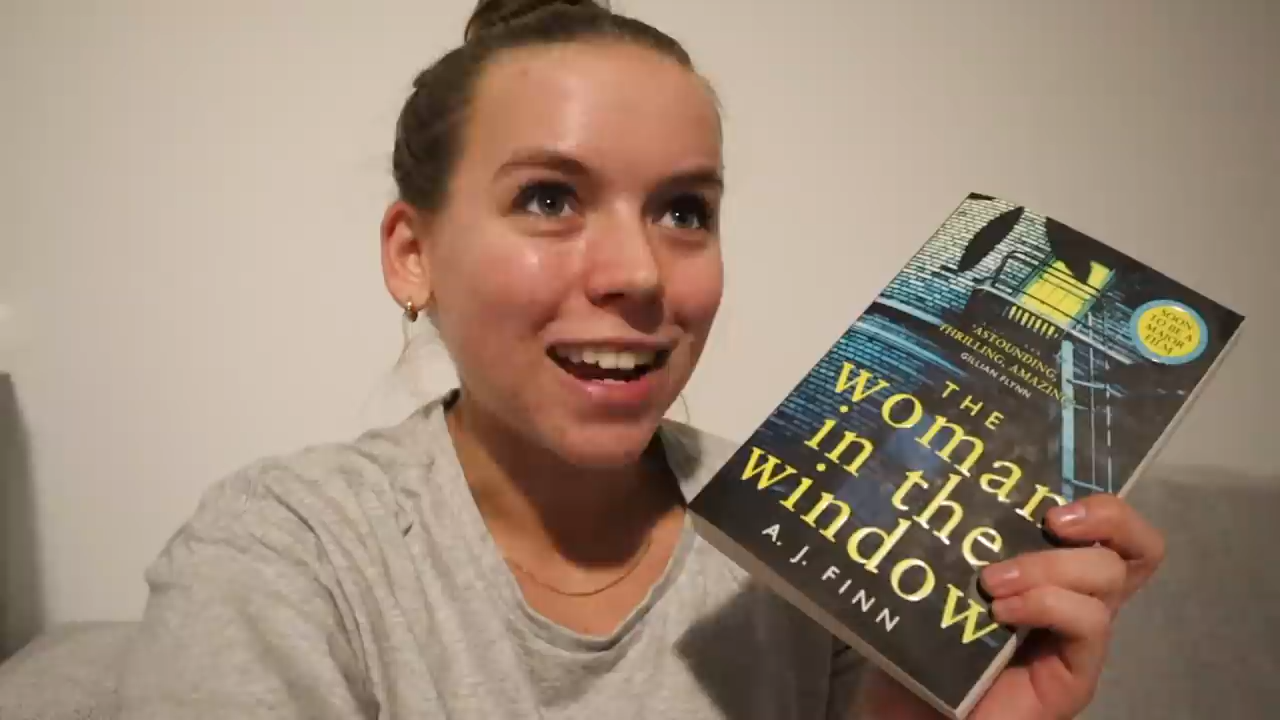 SOON
TO BE A
MAJOR
FILM
'ASTOUNDING,
THRILLING, AMAZING'
GILLIAN FLYNN
THE
woman
in the
window
A. J. FINN